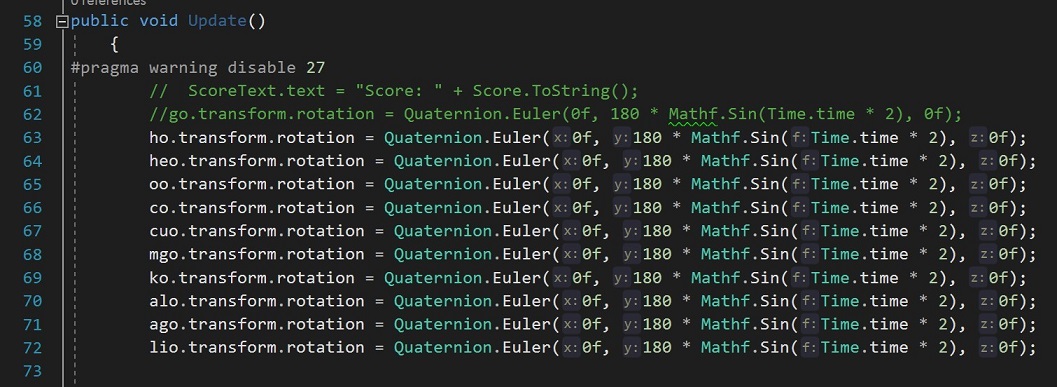 0 references
58 public void Update()
59 {
60 #pragma warning disable 27
61 // ScoreText.text = "Score: " + Score.ToString();
62 //go.transform.rotation = Quaternion.Euler(0f, 180 * Mathf.Sin(Time.time * 2), 0f);
63 ho.transform.rotation = Quaternion.Euler(x:0f, y:180 * Mathf.Sin(f:Time.time * 2), z:0f);
64 heo.transform.rotation = Quaternion.Euler(x:0f, y:180 * Mathf.Sin(f:Time.time * 2), z:0f);
65 oo.transform.rotation = Quaternion.Euler(x:0f, y:180 * Mathf.Sin(f:Time.time * 2), z:0f);
66 co.transform.rotation = Quaternion.Euler(x:0f, y:180 * Mathf.Sin(f:Time.time * 2), z:0f);
67 cuo.transform.rotation = Quaternion.Euler(x:0f, y:180 * Mathf.Sin(f:Time.time * 2), z:0f);
68 mgo.transform.rotation = Quaternion.Euler(x:0f, y:180 * Mathf.Sin(f:Time.time * 2), z:0f);
69 ko.transform.rotation = Quaternion.Euler(x:0f, y:180 * Mathf.Sin(f:Time.time * 2), z:0f);
70 alo.transform.rotation = Quaternion.Euler(x:0f, y:180 * Mathf.Sin(f:Time.time * 2), z:0f);
71 ago.transform.rotation = Quaternion.Euler(x:0f, y:180 * Mathf.Sin(f:Time.time * 2), z:0f);
72 lio.transform.rotation = Quaternion.Euler(x:0f, y:180 * Mathf.Sin(f:Time.time * 2), z:0f);
73